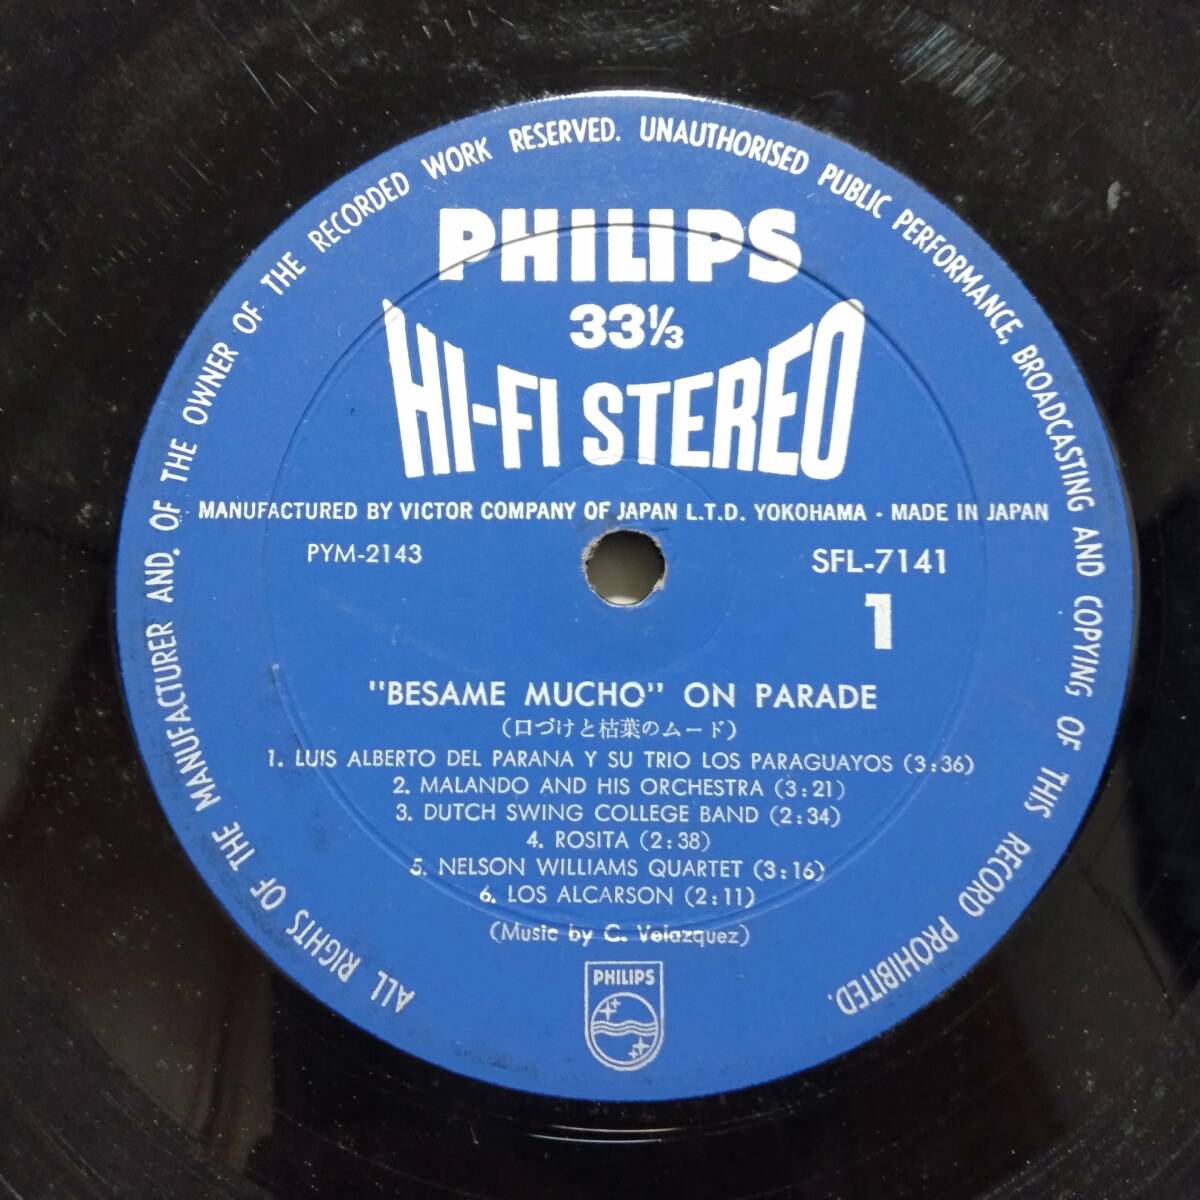 ALL RIGHTS OF THE MANUFACTURER AND OF THE OWNER OF THE RECORDED WORK RESERVED. UNAUTHORISED PUBLIC PERFORMANCE, BROADCASTING AND COPYING OF THIS RECORD PROHIBITED.
PHILIPS
33⅓
HI-FI STEREO
MANUFACTURED BY VICTOR COMPANY OF JAPAN L.T.D. YOKOHAMA - MADE IN JAPAN
PYM-2143 SFL-7141
1
"BESAME MUCHO" ON PARADE
(口づけと枯葉のムード)
1. LUIS ALBERTO DEL PARANA Y SU TRIO LOS PARAGUAYOS (3:36)
2. MALANDO AND HIS ORCHESTRA (3:21)
3. DUTCH SWING COLLEGE BAND (2:34)
4. ROSITA (2:38)
5. NELSON WILLIAMS QUARTET (3:16)
6. LOS ALCARSON (2:11)
(Music by C. Velazquez)
PHILIPS